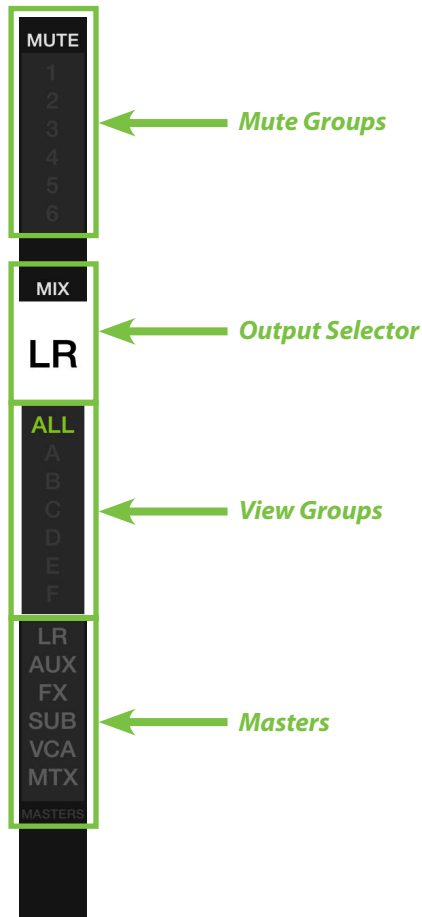 MUTE
1
2
3
4
5
6
Mute Groups
MIX
LR
Output Selector
ALL
A
B
C
D
E
F
View Groups
LR
AUX
FX
SUB
VCA
MTX
MASTERS
Masters